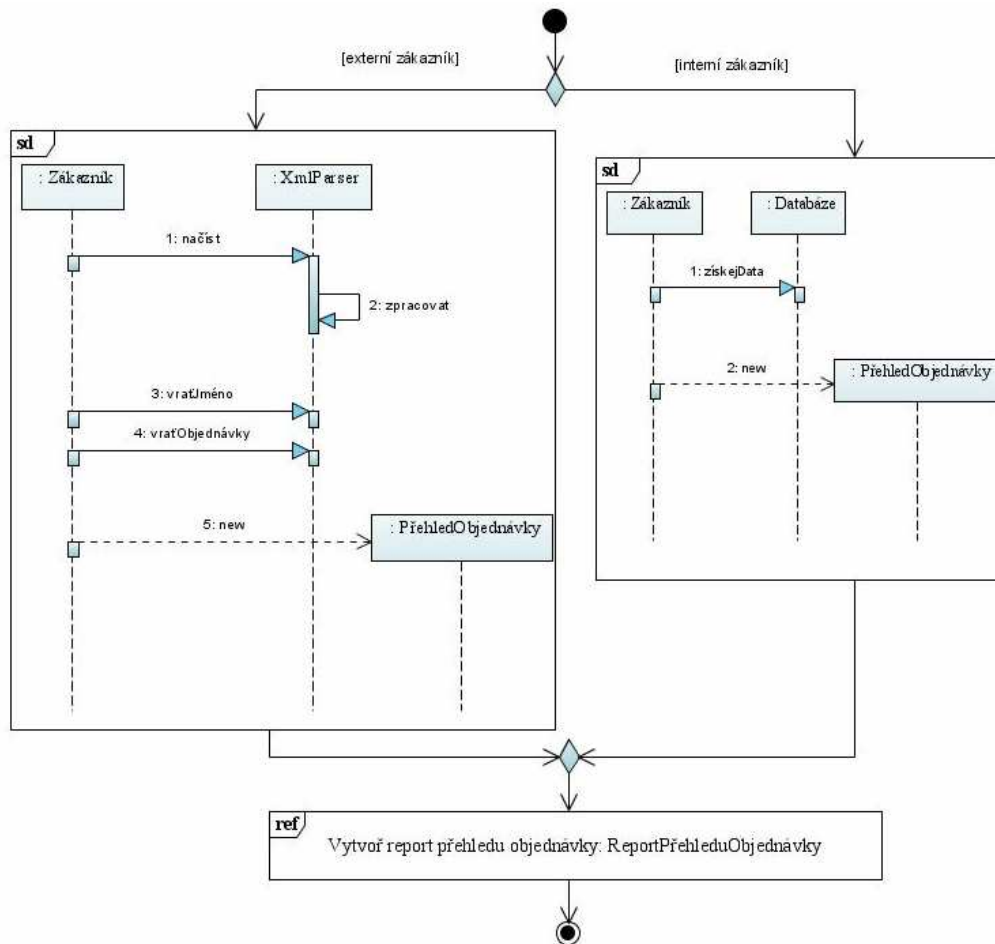 [externí zákazník]
[interní zákazník]
sd
: Zákazník
: XmlParser
1: načíst
2: zpracovat
3: vraťJméno
4: vraťObjednávky
5: new
: PřehledObjednávky
sd
: Zákazník
: Databáze
1: získejData
2: new
: PřehledObjednávky
ref
Vytvoř report přehledu objednávky: ReportPřehleduObjednávky